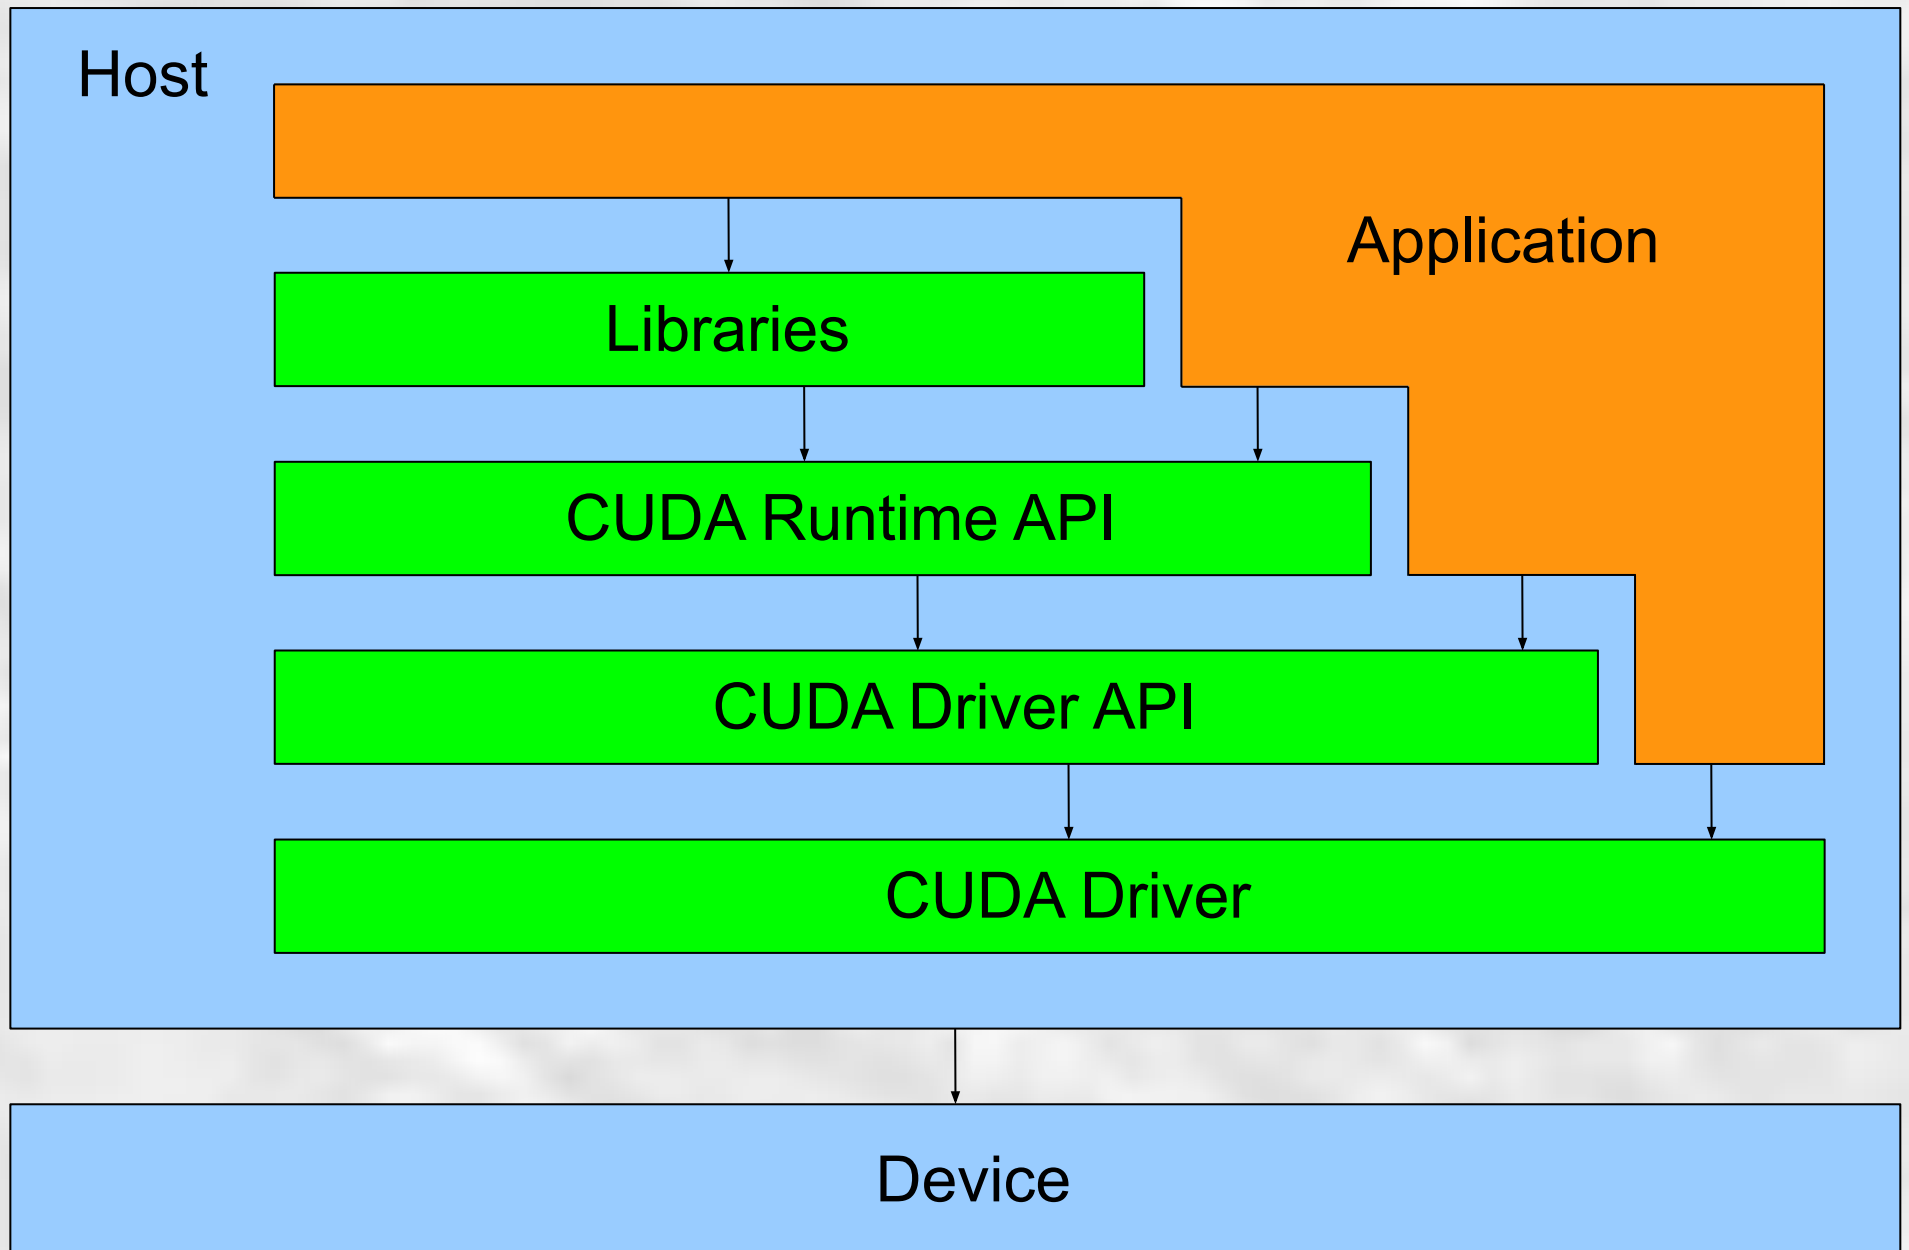 Host
Application
Libraries
CUDA Runtime API
CUDA Driver API
CUDA Driver
Device